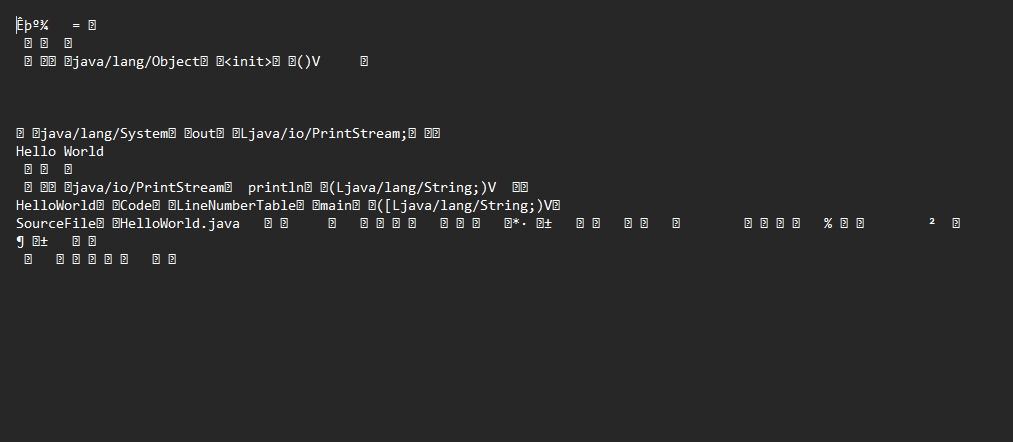 Êþº¾ =
java/lang/Object <init> ()V
java/lang/System out Ljava/io/PrintStream;
Hello World
java/io/PrintStream println (Ljava/lang/String;)V
HelloWorld Code LineNumberTable main ([Ljava/lang/String;)V
SourceFile HelloWorld.java *· ± % ²
¶ ±